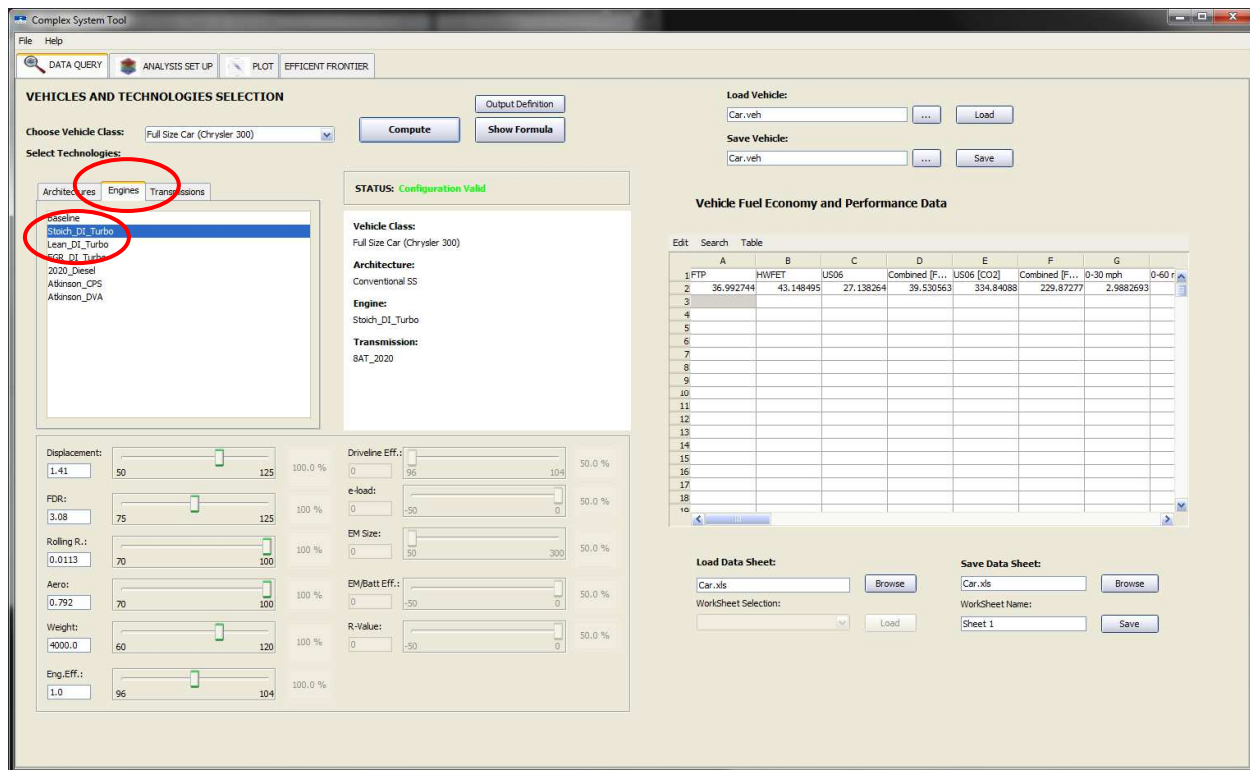 Complex System Tool
File Help
DATA QUERY ANALYSIS SET UP PLOT EFFICENT FRONTIER
VEHICLES AND TECHNOLOGIES SELECTION
Output Definition
Choose Vehicle Class: Full Size Car (Chrysler 300) Compute Show Formula
Select Technologies:
Architectures Engines Transmissions
Baseline
Stoich_DI_Turbo
Lean_DI_Turbo
EGR_DI_Turbo
2020_Diesel
Atkinson_CPS
Atkinson_DVA
STATUS: Configuration Valid
Vehicle Class:
Full Size Car (Chrysler 300)
Architecture:
Conventional SS
Engine:
Stoich_DI_Turbo
Transmission:
8AT_2020
Displacement:
1.41 50 125 100.0 %
FDR:
3.08 75 125 100 %
Rolling R.:
0.0113 70 100 100 %
Aero:
0.792 70 100 100 %
Weight:
4000.0 60 120 100 %
Eng.Eff.:
1.0 96 104 100.0 %
Driveline Eff.:
0 96 104 50.0 %
e-load:
0 -50 0 50.0 %
EM Size:
0 50 300 50.0 %
EM/Batt Eff.:
0 -50 0 50.0 %
R-Value:
0 -50 0 50.0 %
Load Vehicle:
Car.veh ... Load
Save Vehicle:
Car.veh ... Save
Vehicle Fuel Economy and Performance Data
Edit Search Table
A B C D E F G
1 FTP HWFET US06 Combined [F... US06 [CO2] Combined [F... 0-30 mph 0-60 r
2 36.992744 43.148495 27.138264 39.530563 334.84088 229.87277 2.9882693
3
4
5
6
7
8
9
10
11
12
13
14
15
16
17
18
19
Load Data Sheet:
Car.xls Browse
WorkSheet Selection:
Load
Save Data Sheet:
Car.xls Browse
WorkSheet Name:
Sheet 1 Save